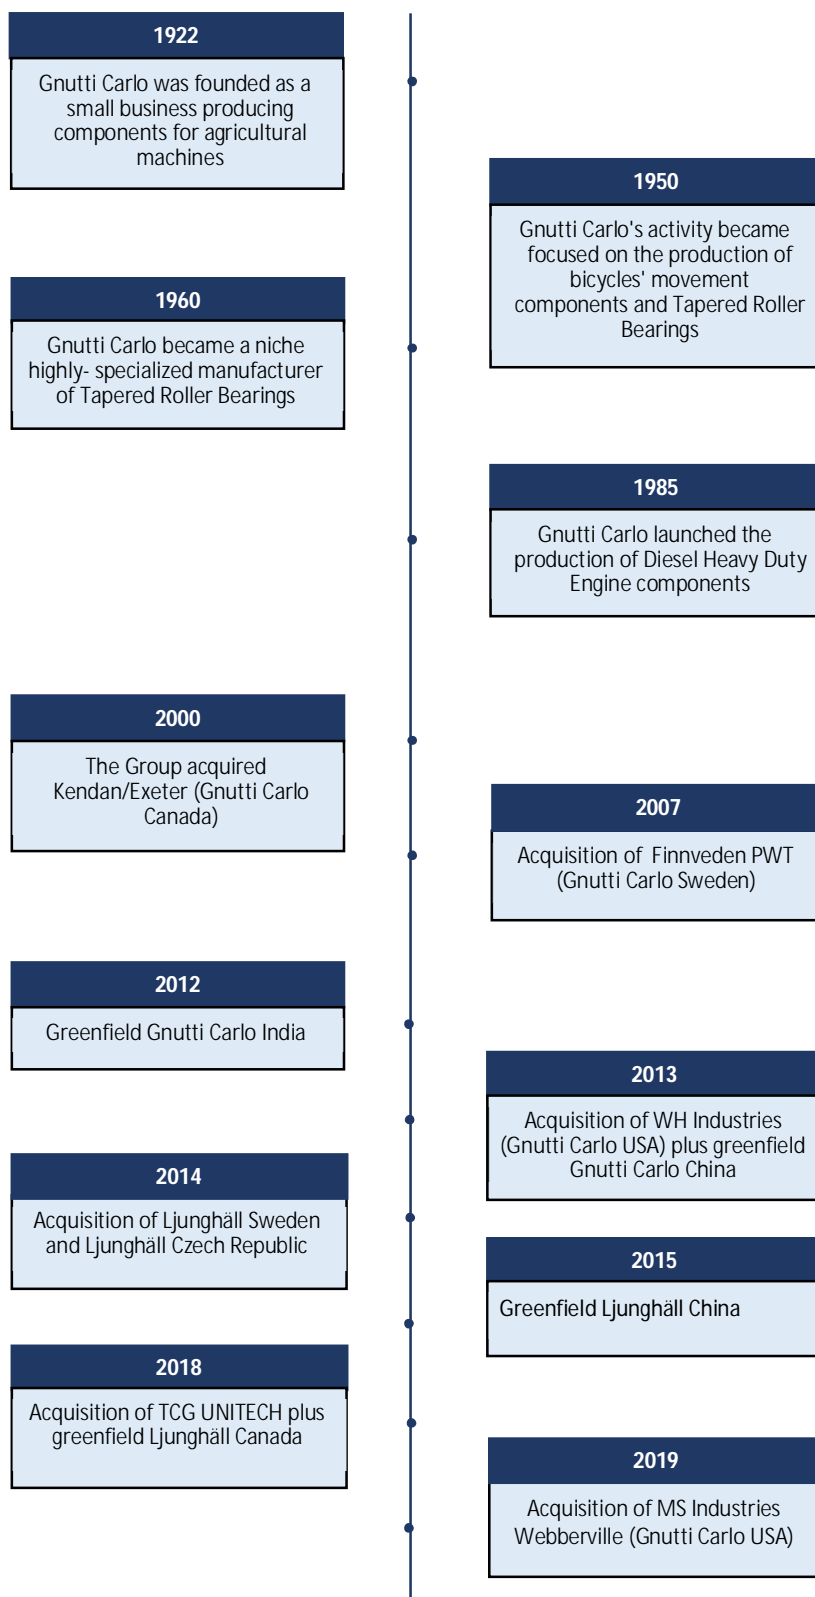 1922
Gnutti Carlo was founded as a
small business producing
components for agricultural
machines
1950
Gnutti Carlo's activity became
focused on the production of
bicycles' movement
components and Tapered Roller
Bearings
1960
Gnutti Carlo became a niche
highly- specialized manufacturer
of Tapered Roller Bearings
1985
Gnutti Carlo launched the
production of Diesel Heavy Duty
Engine components
2000
The Group acquired
Kendan/Exeter (Gnutti Carlo
Canada)
2007
Acquisition of Finnveden PWT
(Gnutti Carlo Sweden)
2012
Greenfield Gnutti Carlo India
2013
Acquisition of WH Industries
(Gnutti Carlo USA) plus greenfield
Gnutti Carlo China
2014
Acquisition of Ljunghäll Sweden
and Ljunghäll Czech Republic
2015
Greenfield Ljunghäll China
2018
Acquisition of TCG UNITECH plus
greenfield Ljunghäll Canada
2019
Acquisition of MS Industries
Webberville (Gnutti Carlo USA)